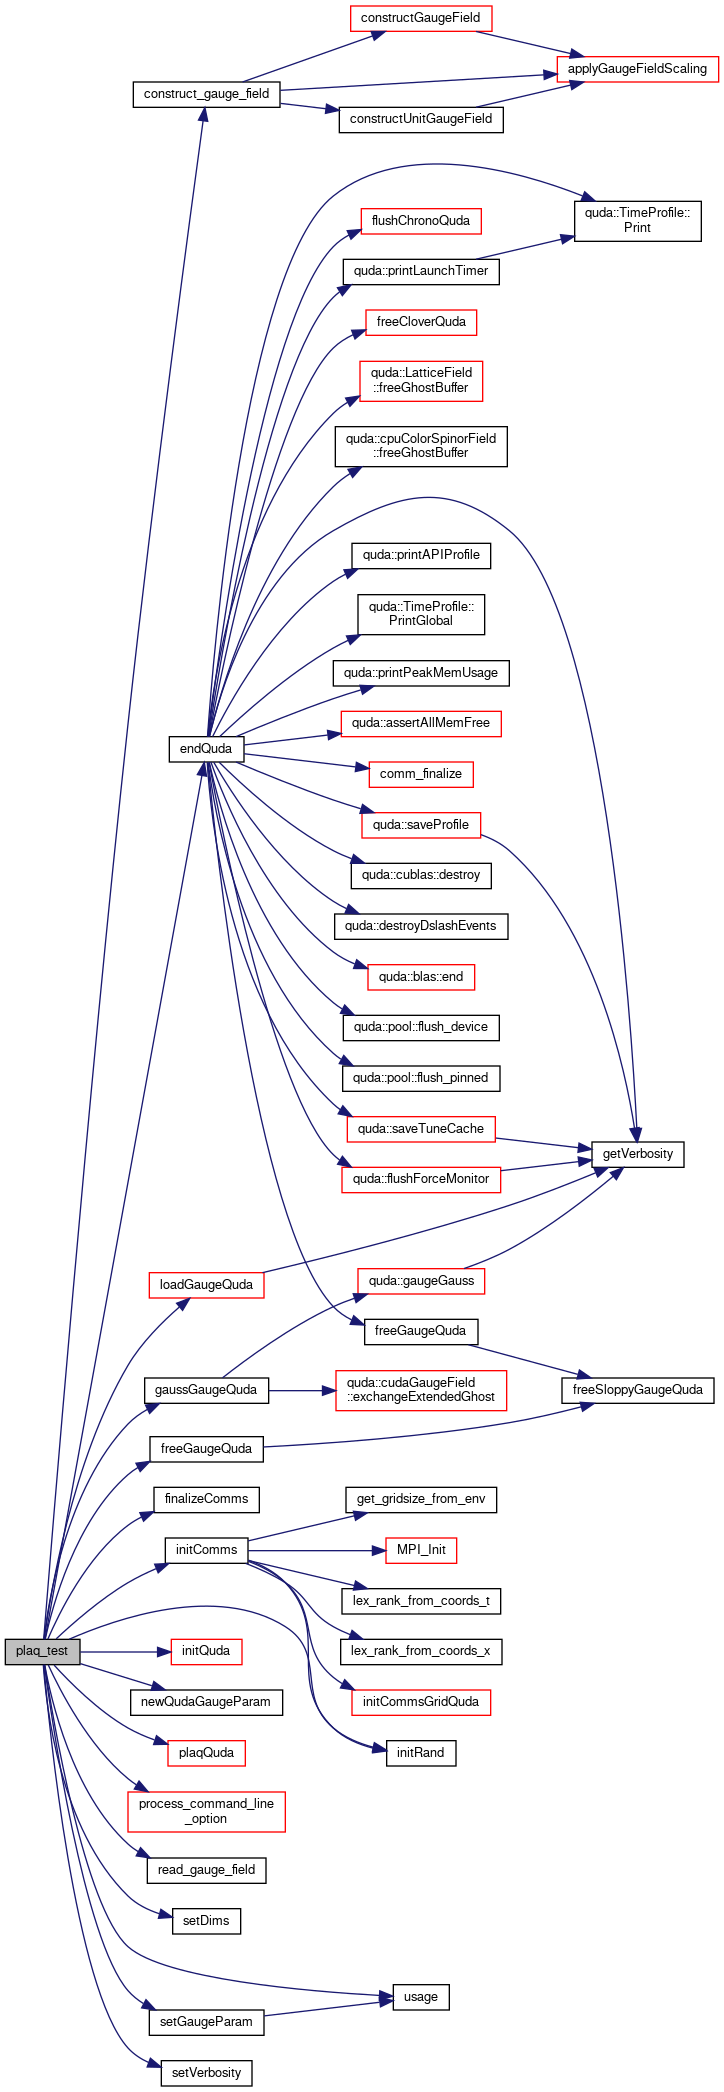 constructGaugeField
applyGaugeFieldScaling
construct_gauge_field
constructUnitGaugeField
quda::TimeProfile::
Print
flushChronoQuda
quda::printLaunchTimer
freeCloverQuda
quda::LatticeField
::freeGhostBuffer
quda::cpuColorSpinorField
::freeGhostBuffer
quda::printAPIProfile
quda::TimeProfile::
PrintGlobal
quda::printPeakMemUsage
quda::assertAllMemFree
endQuda
comm_finalize
quda::saveProfile
quda::cublas::destroy
quda::destroyDslashEvents
quda::blas::end
quda::pool::flush_device
quda::pool::flush_pinned
quda::saveTuneCache
getVerbosity
quda::flushForceMonitor
loadGaugeQuda
quda::gaugeGauss
freeGaugeQuda
gaussGaugeQuda
quda::cudaGaugeField
::exchangeExtendedGhost
freeSloppyGaugeQuda
freeGaugeQuda
finalizeComms
get_gridsize_from_env
initComms
MPI_Init
lex_rank_from_coords_t
plaq_test
initQuda
lex_rank_from_coords_x
newQudaGaugeParam
initCommsGridQuda
plaqQuda
initRand
process_command_line
_option
read_gauge_field
setDims
usage
setGaugeParam
setVerbosity